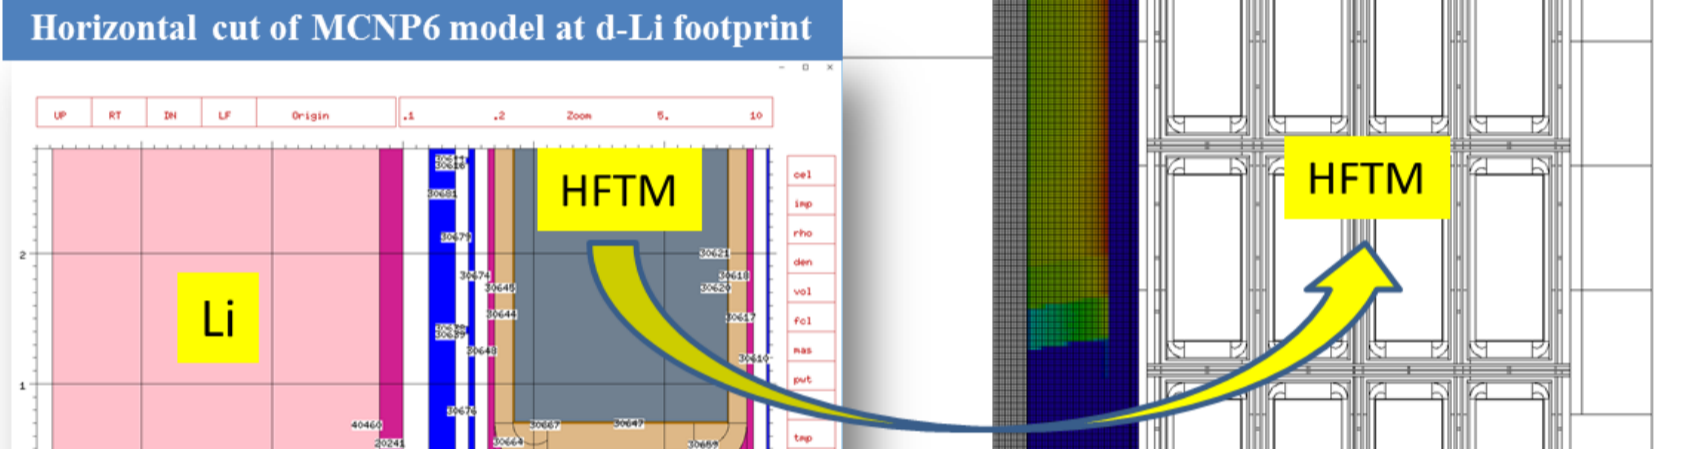 Horizontal cut of MCNP6 model at d-Li footprint
UP RT DN LF Origin .1 .2 Zoom 5. 10
cel
HFTM
HFTM
30681
imp
rho
30679
2
30621
den
30674
30618
30645
30620
vol
Li
30644
30617
fcl
30648
mas
30610
1
put
30676
40460
30667
30647
tmp
20241
30664
30659